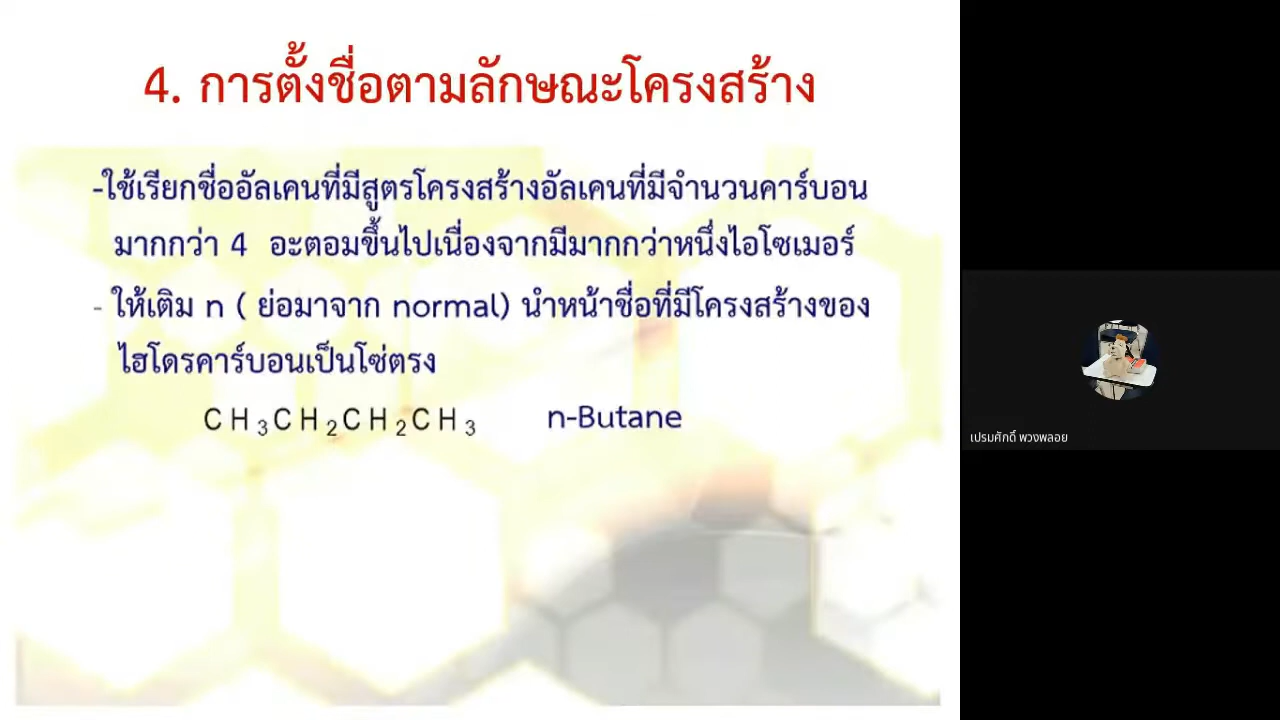 4. การตั้งชื่อตามลักษณะโครงสร้าง
-ใช้เรียกชื่ออัลเคนที่มีสูตรโครงสร้างอัลเคนที่มีจำนวนคาร์บอน
มากกว่า 4 อะตอมขึ้นไปเนื่องจากมีมากกว่าหนึ่งไอโซเมอร์
- ให้เติม n ( ย่อมาจาก normal) นำหน้าชื่อที่มีโครงสร้างของ
ไฮโดรคาร์บอนเป็นโซ่ตรง
CH₃CH₂CH₂CH₃ n-Butane
เปรมศักดิ์ พวงพลอย